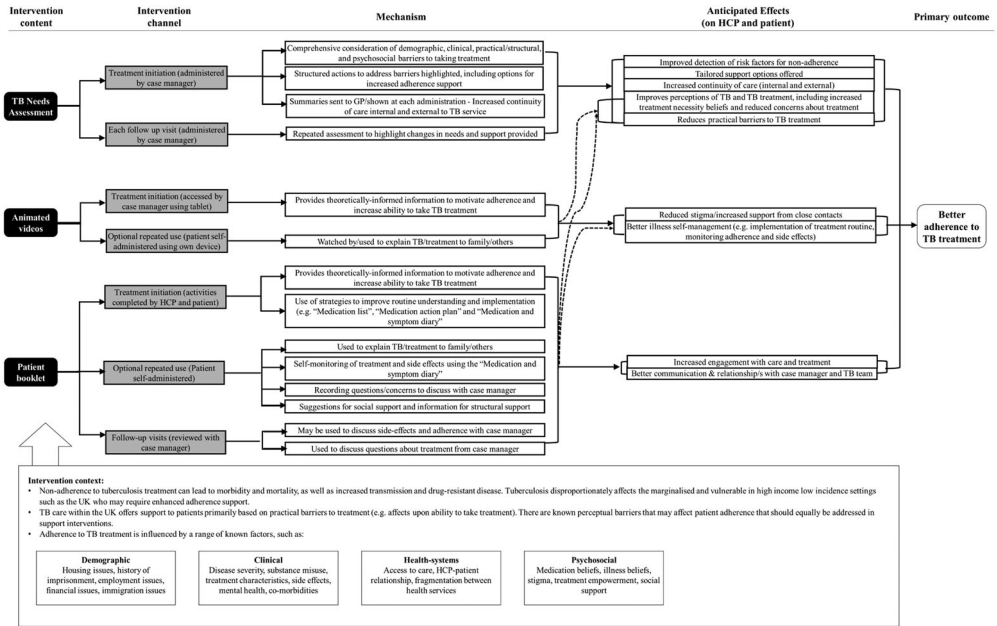 Intervention
content
Intervention
channel
Mechanism
Anticipated Effects
(on HCP and patient)
Primary outcome
TB Needs
Assessment
Treatment initiation (administered
by case manager)
Comprehensive consideration of demographic, clinical, practical/structural,
and psychosocial barriers to taking treatment
Structured actions to address barriers highlighted, including options for
increased adherence support
Summaries sent to GP/shown at each administration - Increased continuity
of care internal and external to TB service
Each follow up visit (administered
by case manager)
Repeated assessment to highlight changes in needs and support provided
Improved detection of risk factors for non-adherence
Tailored support options offered
Increased continuity of care (internal and external)
Improves perceptions of TB and TB treatment, including increased
treatment necessity beliefs and reduced concerns about treatment
Reduces practical barriers to TB treatment
Animated
videos
Treatment initiation (accessed by
case manager using tablet)
Provides theoretically-informed information to motivate adherence and
increase ability to take TB treatment
Optional repeated use (patient self-
administered using own device)
Watched by/used to explain TB/treatment to family/others
Reduced stigma/increased support from close contacts
Better illness self-management (e.g. implementation of treatment routine,
monitoring adherence and side effects)
Better
adherence to
TB treatment
Patient
booklet
Treatment initiation (activities
completed by HCP and patient)
Provides theoretically-informed information to motivate adherence and
increase ability to take TB treatment
Use of strategies to improve routine understanding and implementation
(e.g. “Medication list”, “Medication action plan” and “Medication and
symptom diary”
Optional repeated use (Patient
self-administered)
Used to explain TB/treatment to family/others
Self-monitoring of treatment and side effects using the “Medication and
symptom diary”
Recording questions/concerns to discuss with case manager
Suggestions for social support and information for structural support
Follow-up visits (reviewed with
case manager)
May be used to discuss side-effects and adherence with case manager
Used to discuss questions about treatment from case manager
Increased engagement with care and treatment
Better communication & relationship/s with case manager and TB team
Intervention context:
• Non-adherence to tuberculosis treatment can lead to morbidity and mortality, as well as increased transmission and drug-resistant disease. Tuberculosis disproportionately affects the marginalised and vulnerable in high income low incidence settings
such as the UK who may require enhanced adherence support.
• TB care within the UK offers support to patients primarily based on practical barriers to treatment (e.g. affects upon ability to take treatment). There are known perceptual barriers that may affect patient adherence that should equally be addressed in
support interventions.
• Adherence to TB treatment is influenced by a range of known factors, such as:
Demographic
Housing issues, history of
imprisonment, employment issues,
financial issues, immigration issues
Clinical
Disease severity, substance misuse,
treatment characteristics, side effects,
mental health, co-morbidities
Health-systems
Access to care, HCP-patient
relationship, fragmentation between
health services
Psychosocial
Medication beliefs, illness beliefs,
stigma, treatment empowerment, social
support